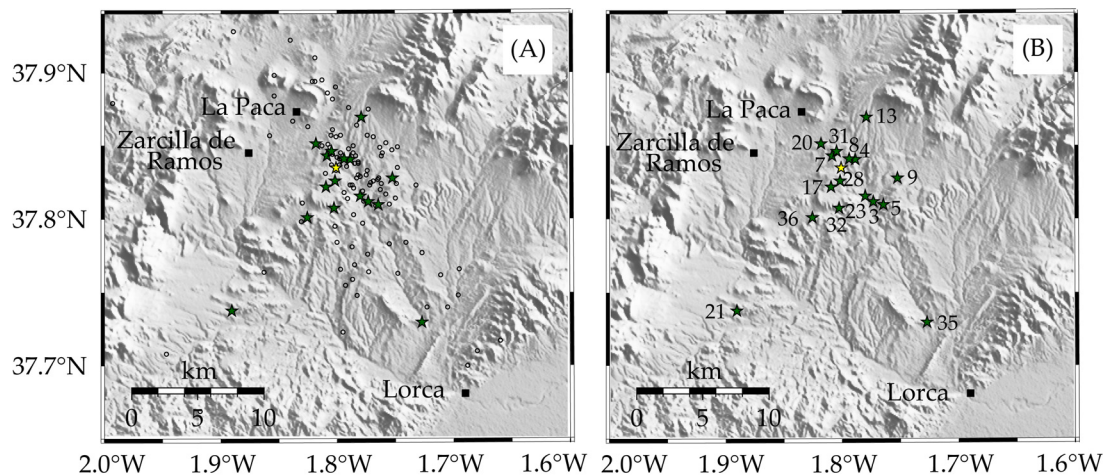 (A)
37.9°N
La Paca
Zarcilla de
Ramos
37.8°N
37.7°N
km
0 5 10
Lorca
2.0°W 1.9°W 1.8°W 1.7°W 1.6°W
(B)
La Paca
13
Zarcilla de
Ramos
20 31 8
7 4
9
17 28
36 32 23 3 5
21
35
km
0 5 10
Lorca
2.0°W 1.9°W 1.8°W 1.7°W 1.6°W